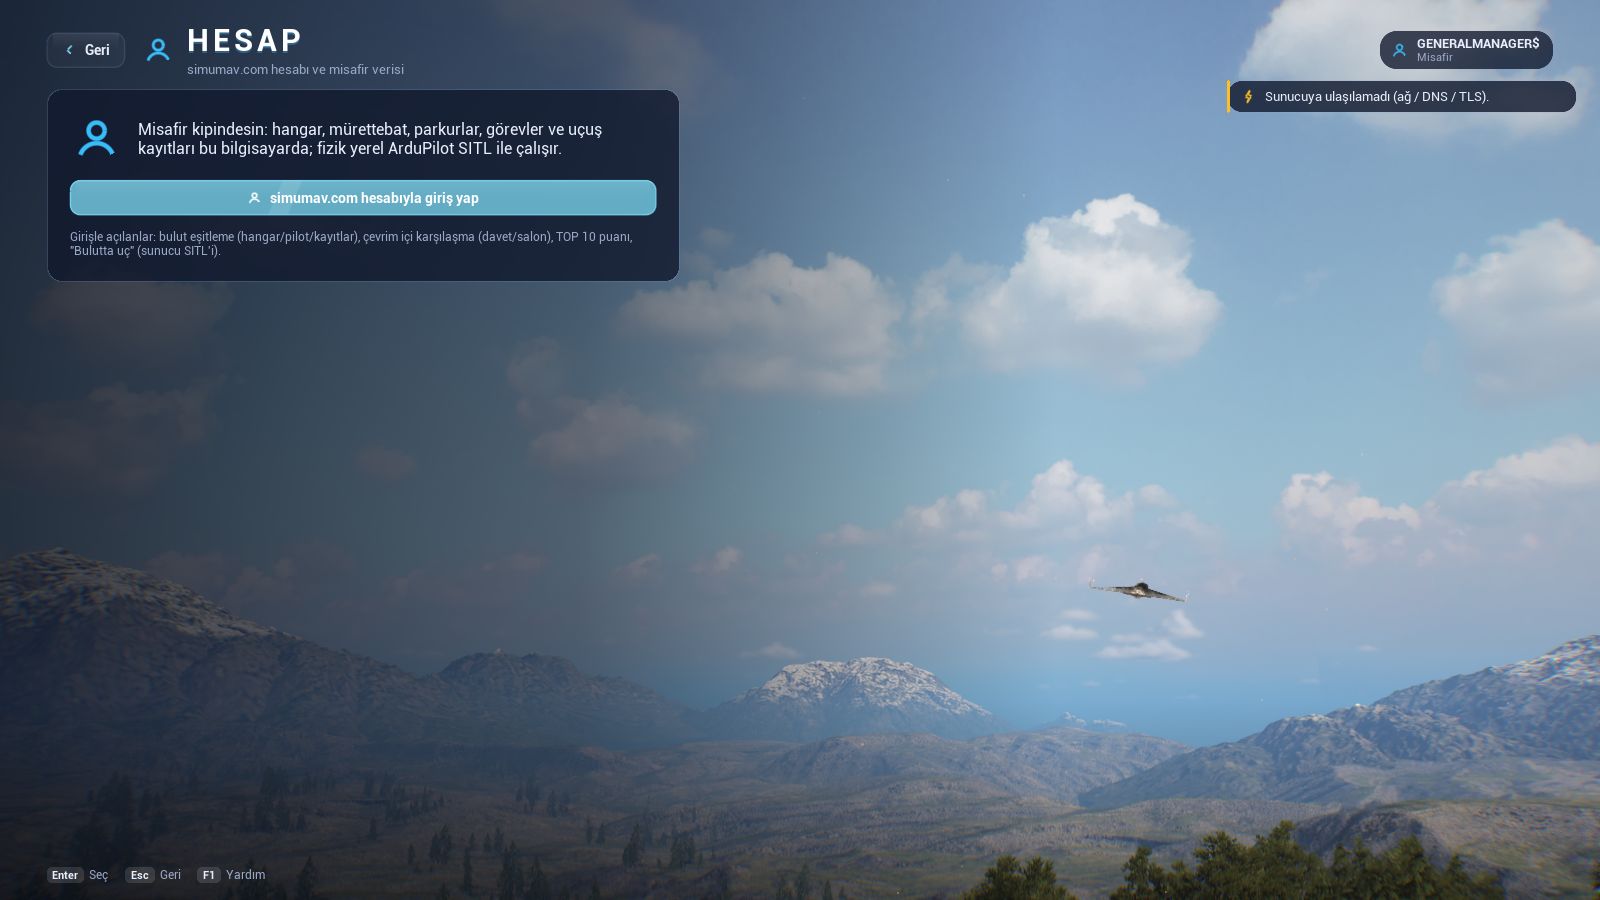 Geri
HESAP
simumav.com hesabı ve misafir verisi
GENERALMANAGER$
Misafir
Sunucuya ulaşılamadı (ağ / DNS / TLS).
Misafir kipindesin: hangar, mürettebat, parkurlar, görevler ve uçuş
kayıtları bu bilgisayarda; fizik yerel ArduPilot SITL ile çalışır.
simumav.com hesabıyla giriş yap
Girişle açılanlar: bulut eşitleme (hangar/pilot/kayıtlar), çevrim içi karşılaşma (davet/salon), TOP 10 puanı,
"Bulutta uç" (sunucu SITL'i).
Enter Seç Esc Geri F1 Yardım